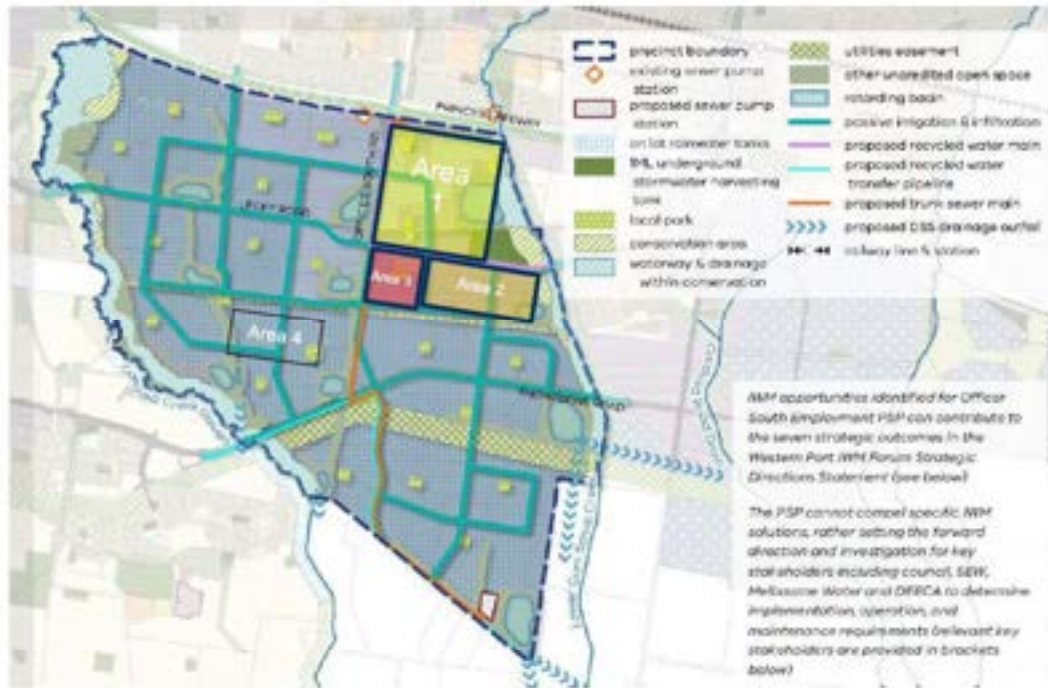 precinct boundary
existing sewer pump
station
proposed sewer pump
station
on lot rainwater tanks
1ML underground
stormwater harvesting
tank
local park
conservation area
waterway & drainage
within conservation
utilities easement
other uncredited open space
retarding basin
passive irrigation & infiltration
proposed recycled water main
proposed recycled water
transfer pipeline
proposed trunk sewer main
proposed DSS drainage outfall
railway line & station
Area
1
Area 3
Area 2
Area 4
IWM opportunities identified for Officer
South Employment PSP can contribute to
the seven strategic outcomes in the
Western Port IWM Forum Strategic
Directions Statement (see below)
The PSP cannot compel specific IWM
solutions, rather setting the forward
direction and investigation for key
stakeholders including council, SEW,
Melbourne Water and DEECA to determine
implementation, operation, and
maintenance requirements (relevant key
stakeholders are provided in brackets
below)